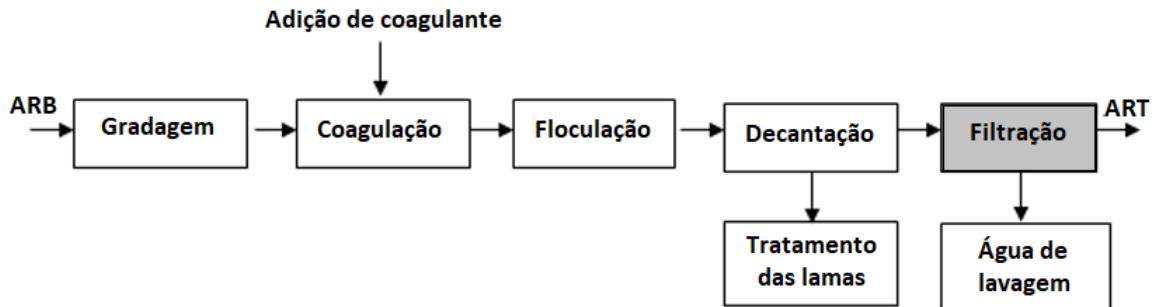 Adição de coagulante
ARB
Gradagem
Coagulação
Floculação
Decantação
Filtração
ART
Tratamento
das lamas
Água de
lavagem